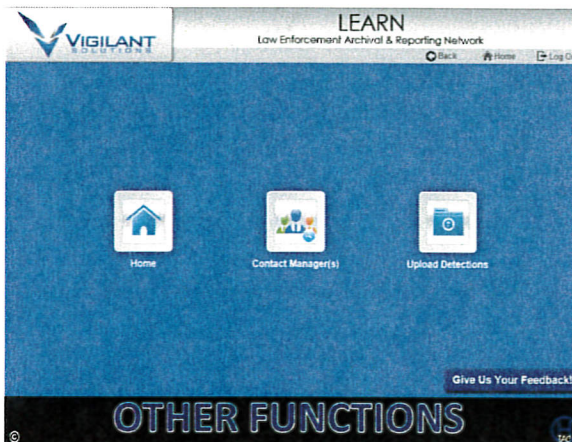 VIGILANT
SOLUTIONS
LEARN
Law Enforcement Archival & Reporting Network
Back Home Log O
Home Contact Manager(s) Upload Detections
Give Us Your Feedback!
OTHER FUNCTIONS
©